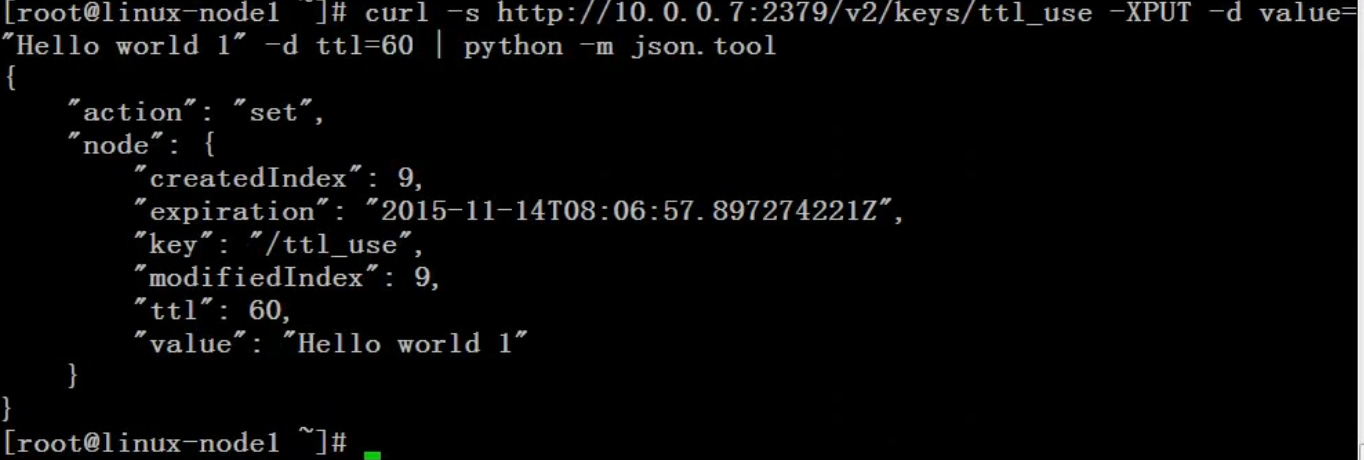 [root@linux-node1 ~]# curl -s http://10.0.0.7:2379/v2/keys/ttl_use -XPUT -d value=
"Hello world 1" -d ttl=60 | python -m json.tool
{
    "action": "set",
    "node": {
        "createdIndex": 9,
        "expiration": "2015-11-14T08:06:57.897274221Z",
        "key": "/ttl_use",
        "modifiedIndex": 9,
        "ttl": 60,
        "value": "Hello world 1"
    }
}
[root@linux-node1 ~]#